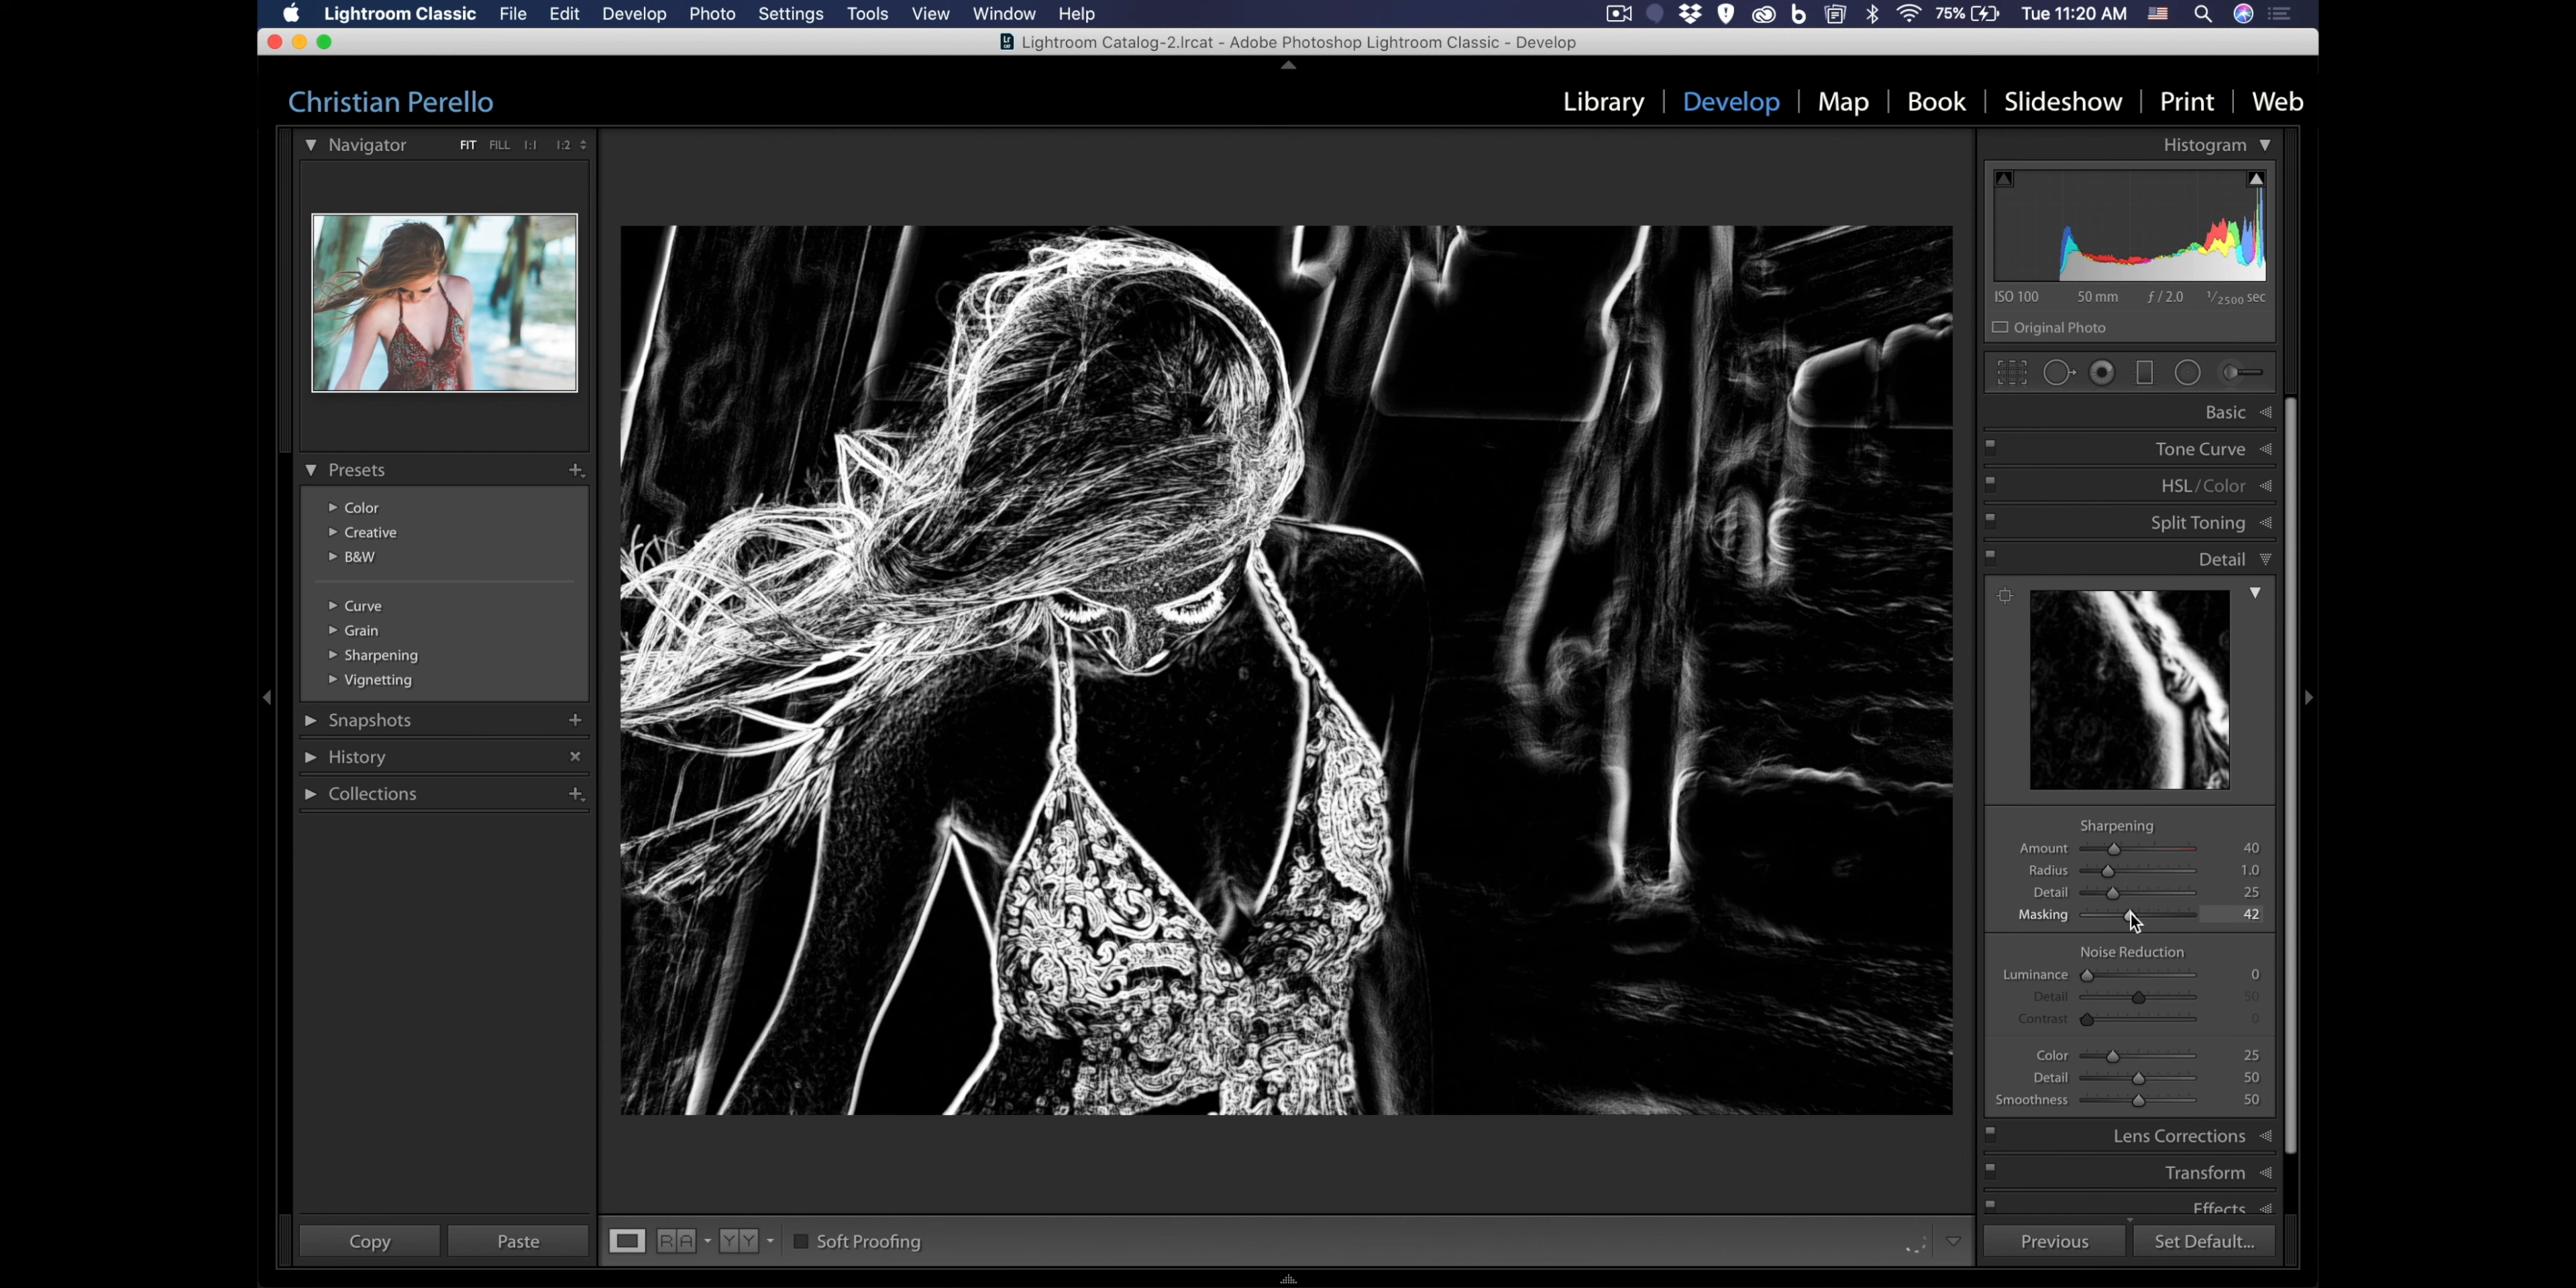 Lightroom Classic File Edit Develop Photo Settings Tools View Window Help 75% Tue 11:20 AM
Lightroom Catalog-2.lrcat - Adobe Photoshop Lightroom Classic - Develop
Christian Perello
Library | Develop | Map | Book | Slideshow | Print | Web
Navigator FIT FILL 1:1 1:2
Presets
Color
Creative
B&W
Curve
Grain
Sharpening
Vignetting
Snapshots
History
Collections
Copy Paste
RA YY Soft Proofing
Histogram
ISO 100 50 mm ƒ / 2.0 1/2500 sec
Original Photo
Basic
Tone Curve
HSL / Color
Split Toning
Detail
Sharpening
Amount 40
Radius 1.0
Detail 25
Masking 42
Noise Reduction
Luminance 0
Detail 50
Contrast 0
Color 25
Detail 50
Smoothness 50
Lens Corrections
Transform
Effects
Previous Set Default...